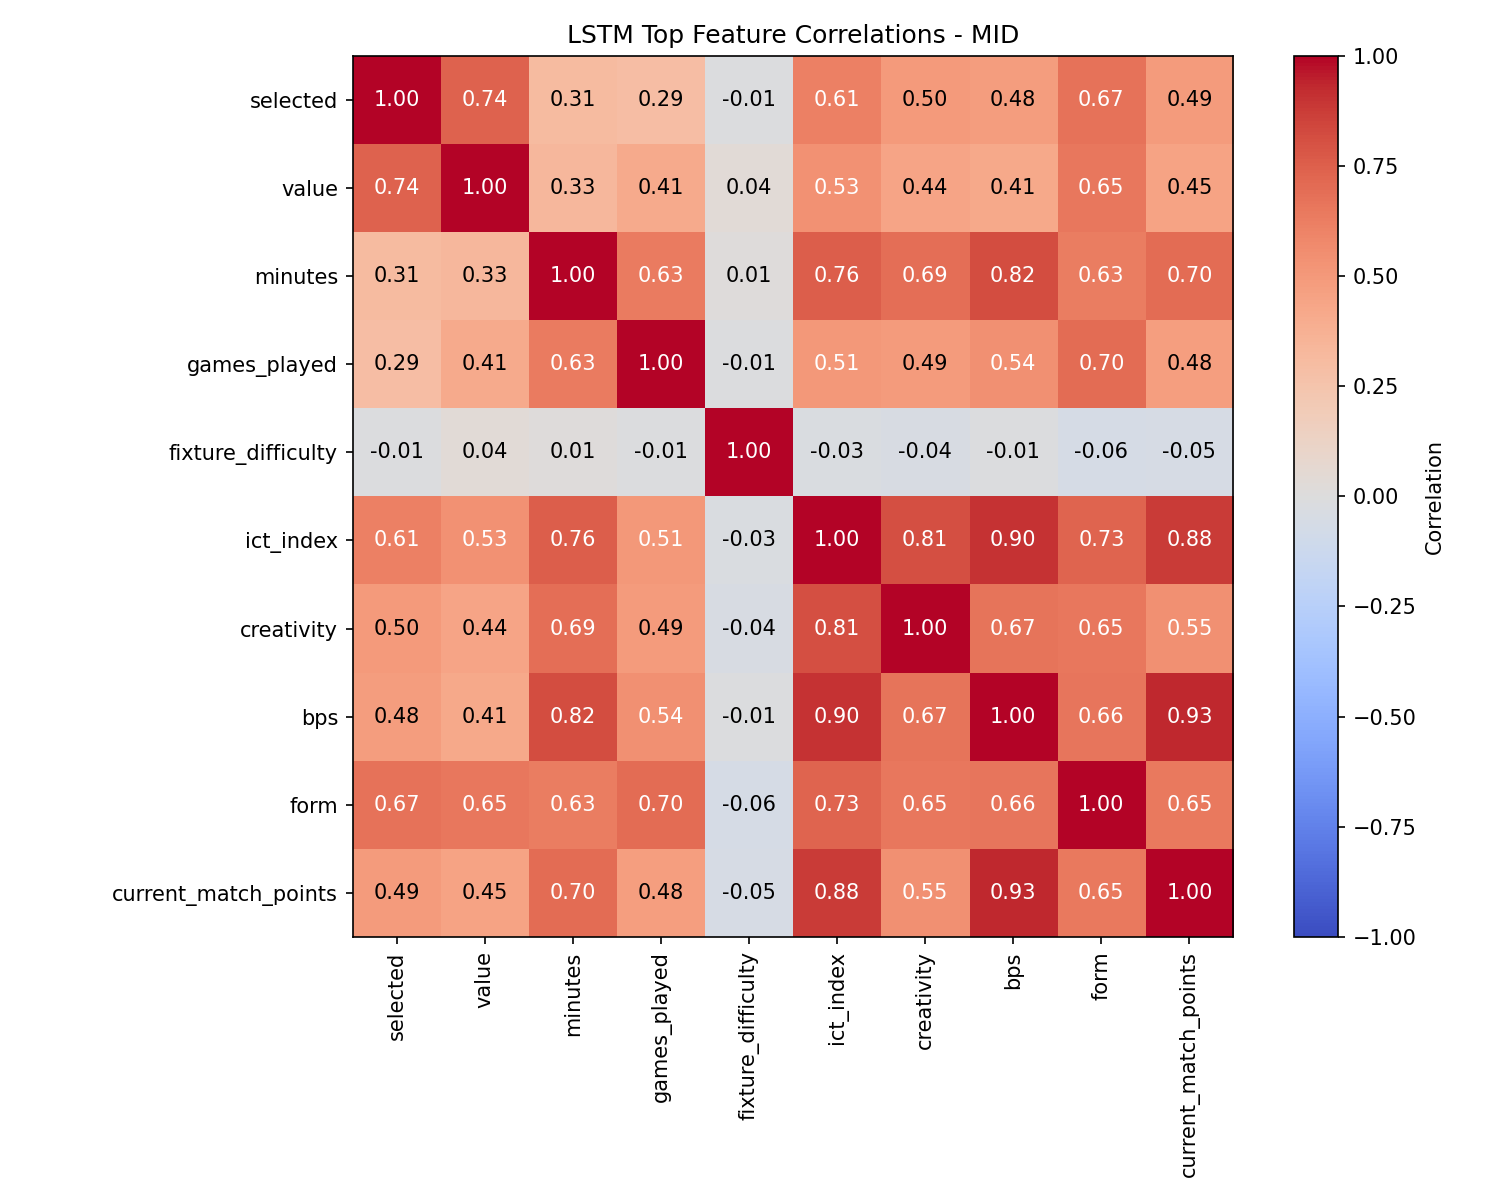 LSTM Top Feature Correlations - MID
selected 1.00 0.74 0.31 0.29 -0.01 0.61 0.50 0.48 0.67 0.49
value 0.74 1.00 0.33 0.41 0.04 0.53 0.44 0.41 0.65 0.45
minutes 0.31 0.33 1.00 0.63 0.01 0.76 0.69 0.82 0.63 0.70
games_played 0.29 0.41 0.63 1.00 -0.01 0.51 0.49 0.54 0.70 0.48
fixture_difficulty -0.01 0.04 0.01 -0.01 1.00 -0.03 -0.04 -0.01 -0.06 -0.05
ict_index 0.61 0.53 0.76 0.51 -0.03 1.00 0.81 0.90 0.73 0.88
creativity 0.50 0.44 0.69 0.49 -0.04 0.81 1.00 0.67 0.65 0.55
bps 0.48 0.41 0.82 0.54 -0.01 0.90 0.67 1.00 0.66 0.93
form 0.67 0.65 0.63 0.70 -0.06 0.73 0.65 0.66 1.00 0.65
current_match_points 0.49 0.45 0.70 0.48 -0.05 0.88 0.55 0.93 0.65 1.00
selected
value
minutes
games_played
fixture_difficulty
ict_index
creativity
bps
form
current_match_points
1.00
0.75
0.50
0.25
0.00
−0.25
−0.50
−0.75
−1.00
Correlation